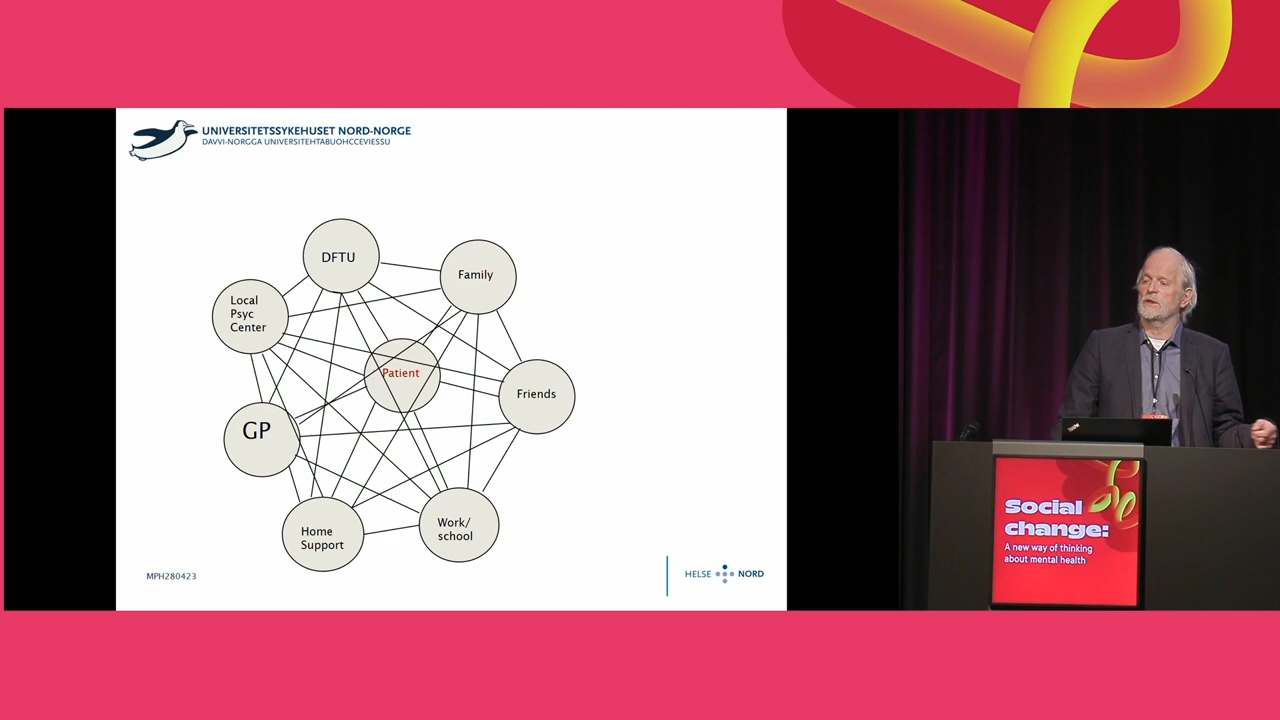 UNIVERSITETSSYKEHUSET NORD-NORGE
DAVVI-NORGGA UNIVERSITEHTABUOHCCEVIESSU
DFTU
Family
Local
Psyc
Center
Patient
Friends
GP
Home
Support
Work/
school
MPH280423
HELSE NORD
Social
change:
A new way of thinking
about mental health